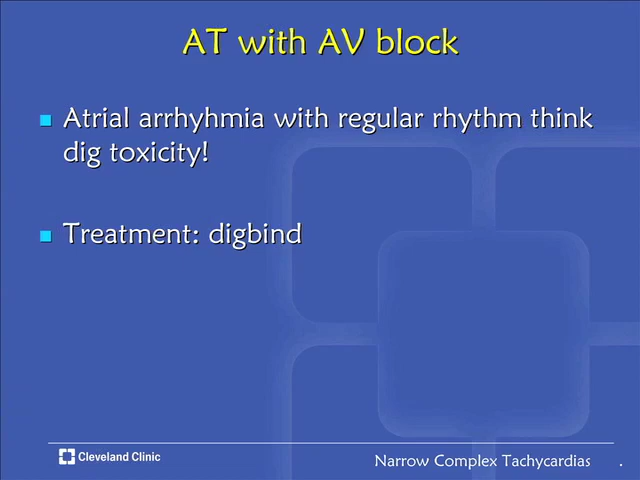 AT with AV block
Atrial arrhyhmia with regular rhythm think
dig toxicity!
Treatment: digbind
Cleveland Clinic
Narrow Complex Tachycardias .